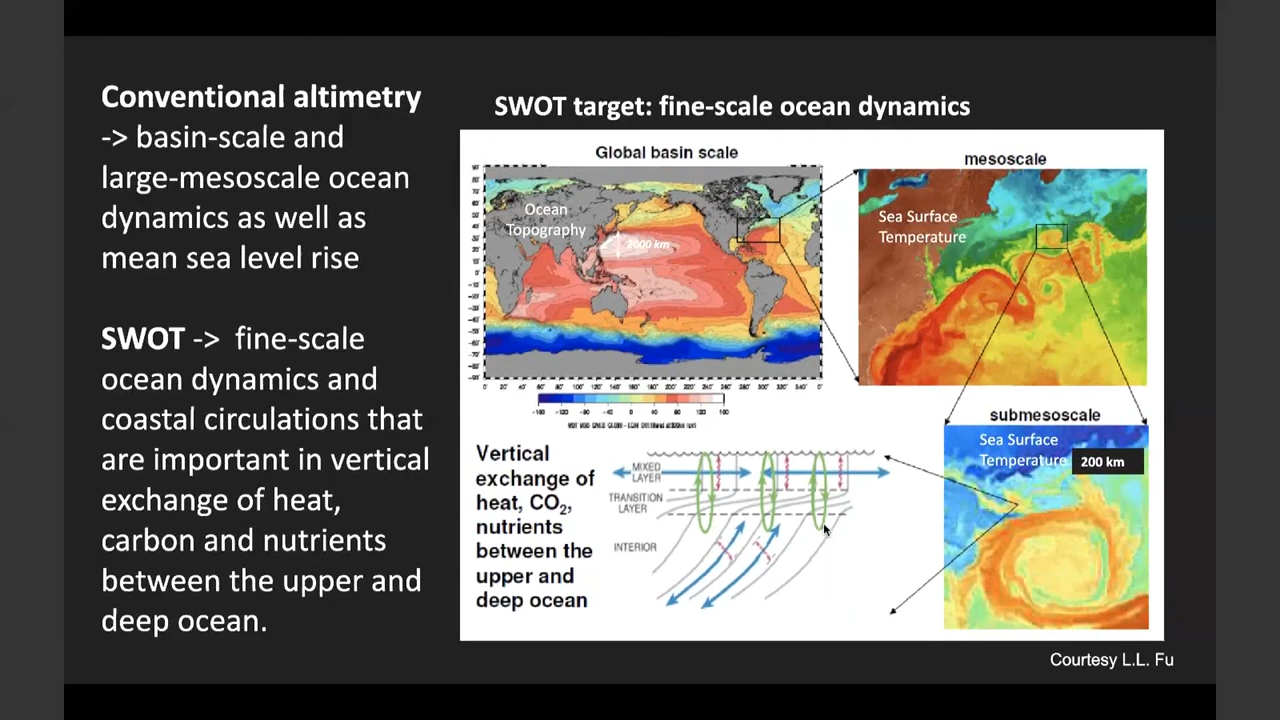 Conventional altimetry
-> basin-scale and
large-mesoscale ocean
dynamics as well as
mean sea level rise
SWOT -> fine-scale
ocean dynamics and
coastal circulations that
are important in vertical
exchange of heat,
carbon and nutrients
between the upper and
deep ocean.
SWOT target: fine-scale ocean dynamics
Global basin scale
Ocean
Topography
2000 km
mesoscale
Sea Surface
Temperature
submesoscale
Sea Surface
Temperature
200 km
Vertical
exchange of
heat, CO₂,
nutrients
between the
upper and
deep ocean
MIXED
LAYER
TRANSITION
LAYER
INTERIOR
Courtesy L.L. Fu